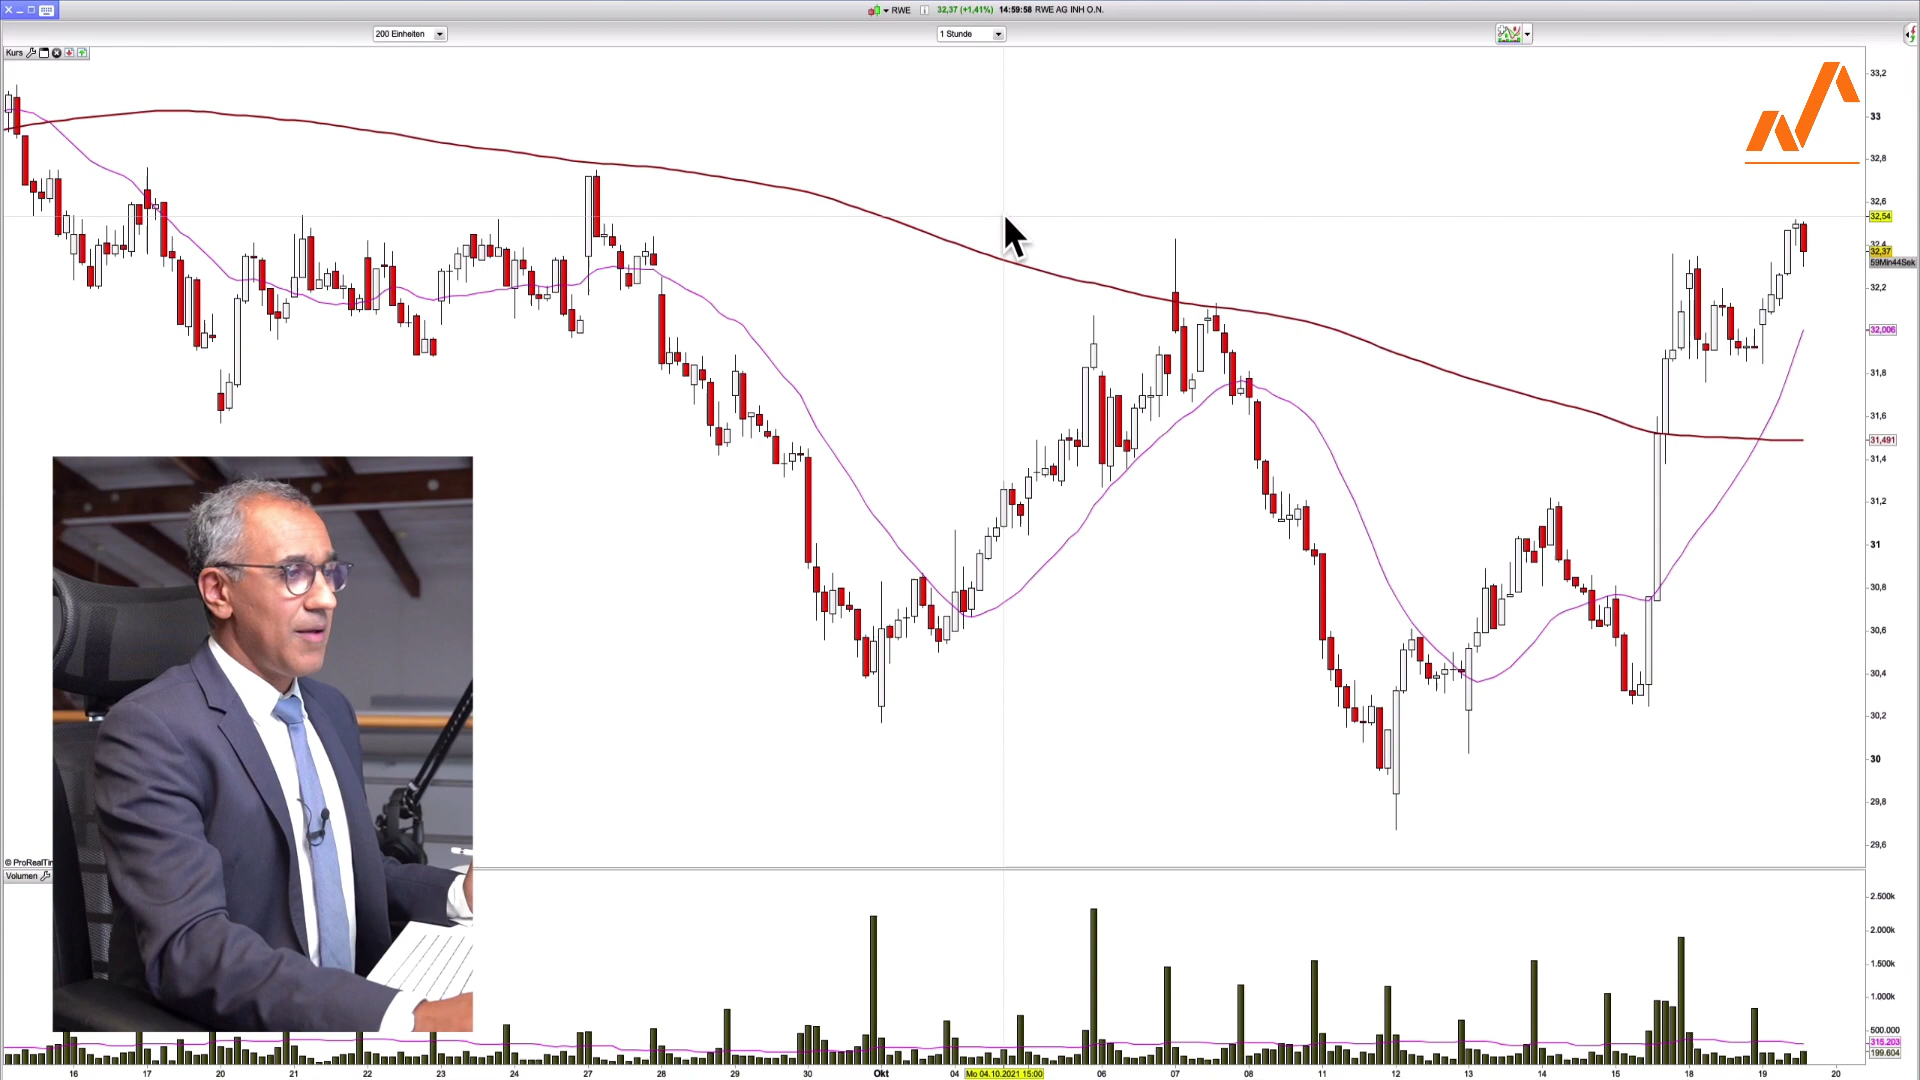 RWE 32,37 (+1,41%) 14:59:58 RWE AG INH O.N.
200 Einheiten
1 Stunde
Kurs
33,2
33
32,8
32,6
32,54
32,4
32,37
59Min44Sek
32,2
32,006
31,8
31,6
31,491
31,4
31,2
31
30,8
30,6
30,4
30,2
30
29,8
29,6
© ProRealTi
Volumen
2.500k
2.000k
1.500k
1.000k
500.000
315.203
199.604
16 17 20 21 22 23 24 27 28 29 30 Okt 04 Mo 04.10.2021 15:00 06 07 08 11 12 13 14 15 18 19 20